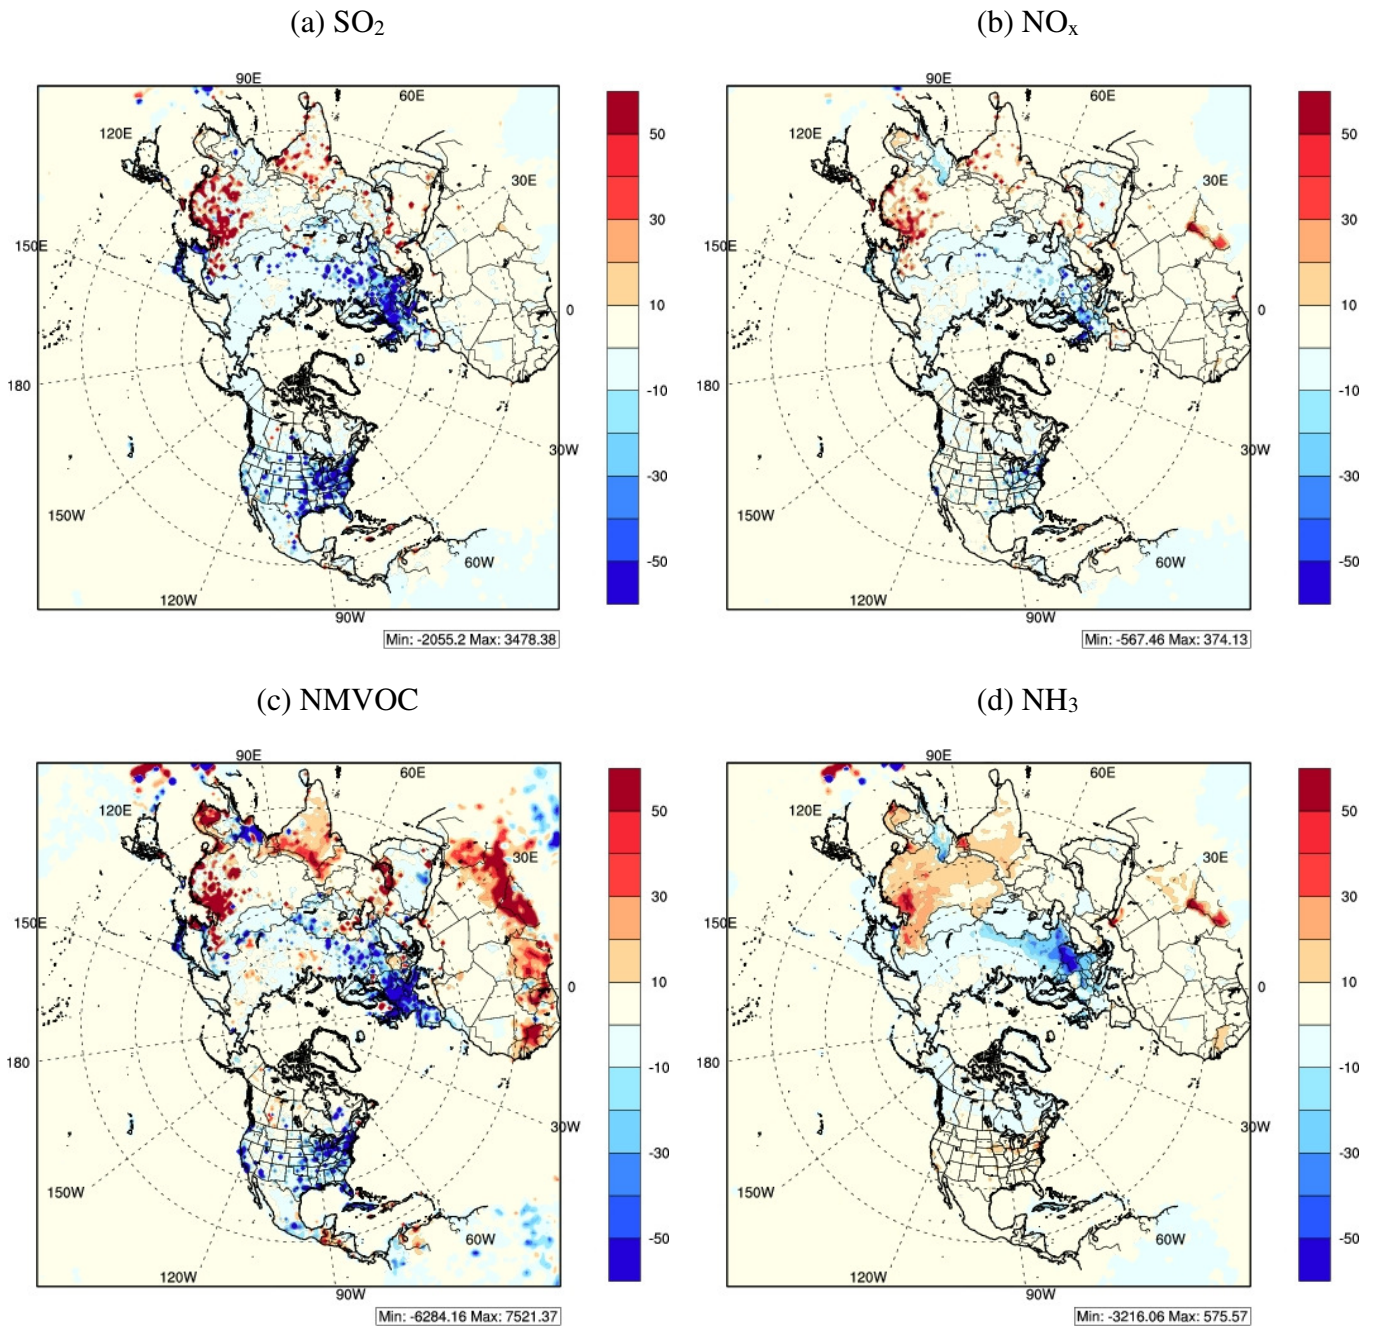 (a) SO₂
(b) NOₓ
90E
60E
120E
30E
150E
0
180
30W
150W
60W
120W
90W
50
30
10
-10
-30
-50
Min: -2055.2 Max: 3478.38
90E
60E
120E
30E
150E
0
180
30W
150W
60W
120W
90W
50
30
10
-10
-30
-50
Min: -567.46 Max: 374.13
(c) NMVOC
(d) NH₃
90E
60E
120E
30E
150E
0
180
30W
150W
60W
120W
90W
50
30
10
-10
-30
-50
Min: -6284.16 Max: 7521.37
90E
60E
120E
30E
150E
0
180
30W
150W
60W
120W
90W
50
30
10
-10
-30
-50
Min: -3216.06 Max: 575.57